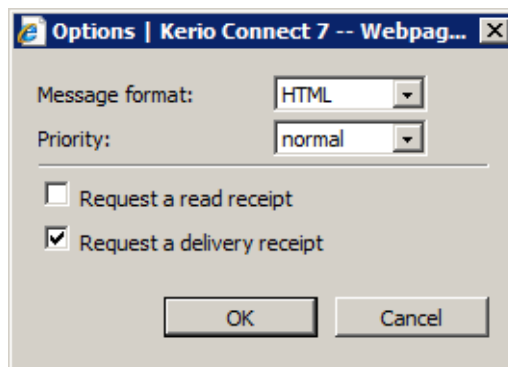 Options | Kerio Connect 7 -- Webpag...
Message format: HTML
Priority: normal
Request a read receipt
Request a delivery receipt
OK Cancel